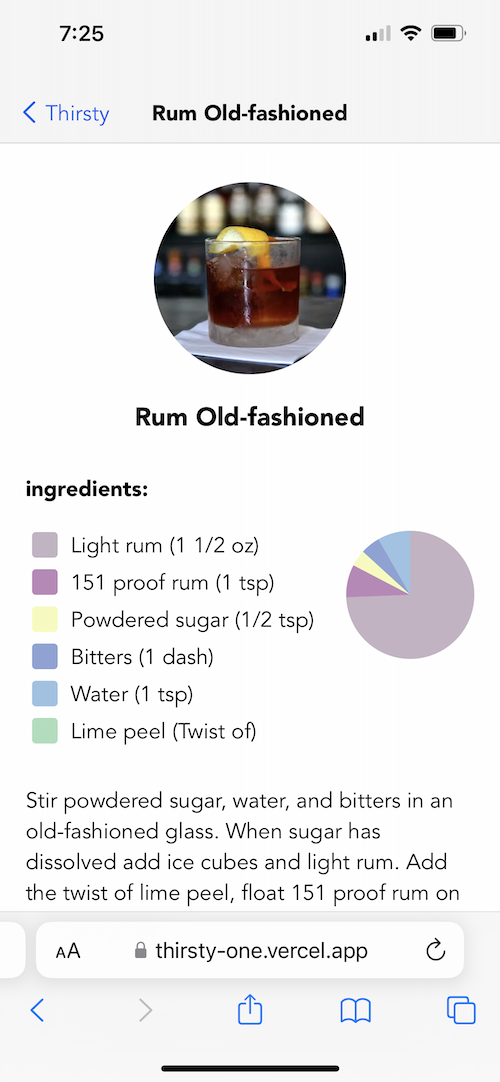 7:25
Thirsty Rum Old-fashioned
Rum Old-fashioned
ingredients:
Light rum (1 1/2 oz)
151 proof rum (1 tsp)
Powdered sugar (1/2 tsp)
Bitters (1 dash)
Water (1 tsp)
Lime peel (Twist of)
Stir powdered sugar, water, and bitters in an
old-fashioned glass. When sugar has
dissolved add ice cubes and light rum. Add
the twist of lime peel, float 151 proof rum on
AA thirsty-one.vercel.app